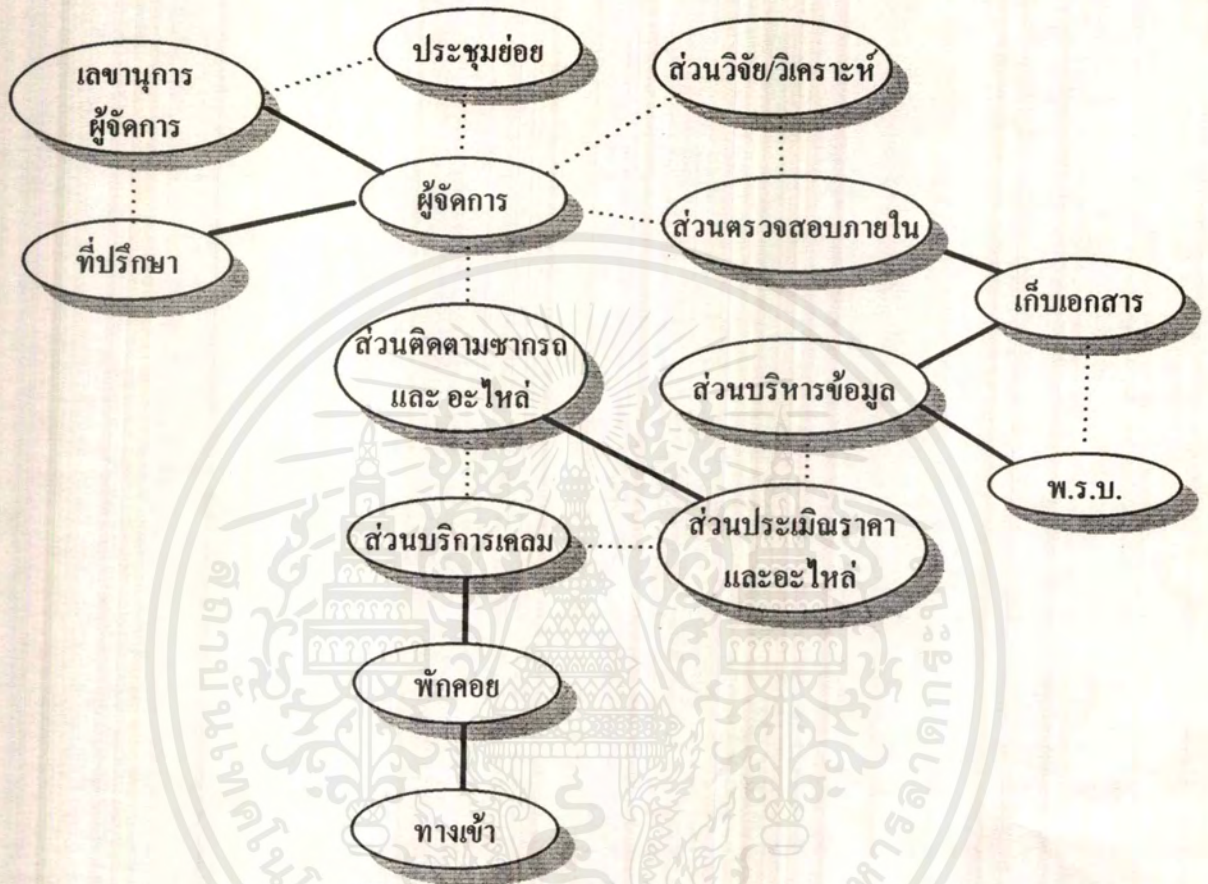 ประชุมย่อย
ส่วนวิจัย/วิเคราะห์
เลขานุการ
ผู้จัดการ
ผู้จัดการ
ส่วนตรวจสอบภายใน
ที่ปรึกษา
เก็บเอกสาร
ส่วนติดตามซากรถ
และ อะไหล่
ส่วนบริหารข้อมูล
พ.ร.บ.
ส่วนบริการเคลม
ส่วนประเมิณราคา
และอะไหล่
พักคอย
ทางเข้า